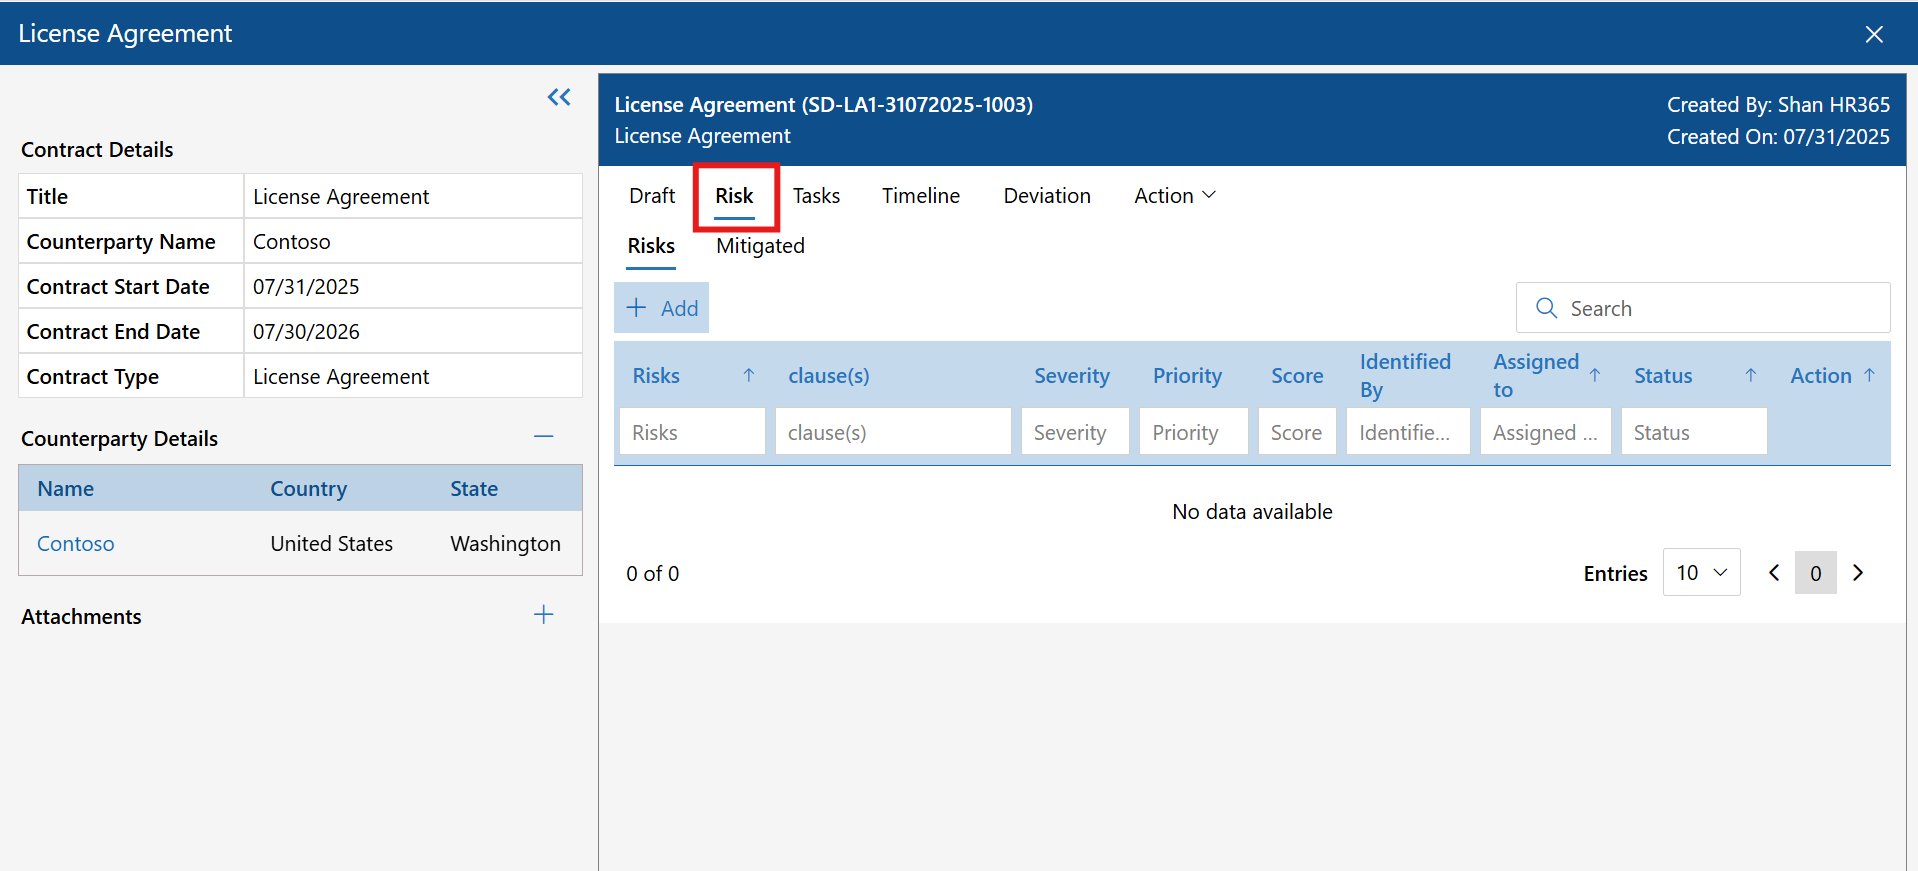 License Agreement
Contract Details
Title License Agreement
Counterparty Name Contoso
Contract Start Date 07/31/2025
Contract End Date 07/30/2026
Contract Type License Agreement
Counterparty Details
Name Country State
Contoso United States Washington
Attachments
License Agreement (SD-LA1-31072025-1003)
License Agreement
Created By: Shan HR365
Created On: 07/31/2025
Draft Risk Tasks Timeline Deviation Action
Risks Mitigated
Add
Search
Risks clause(s) Severity Priority Score Identified By Assigned to Status Action
Risks clause(s) Severity Priority Score Identifie... Assigned ... Status
No data available
0 of 0
Entries 10 0